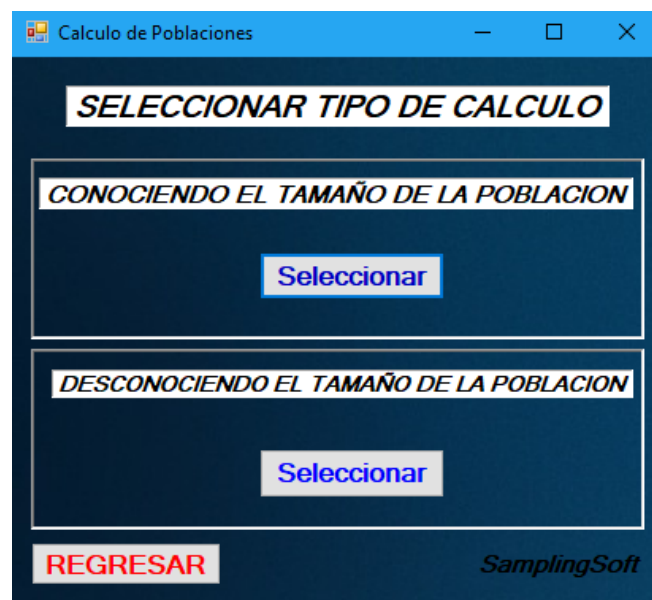 Calculo de Poblaciones
SELECCIONAR TIPO DE CALCULO
CONOCIENDO EL TAMAÑO DE LA POBLACION
Seleccionar
DESCONOCIENDO EL TAMAÑO DE LA POBLACION
Seleccionar
REGRESAR
SamplingSoft